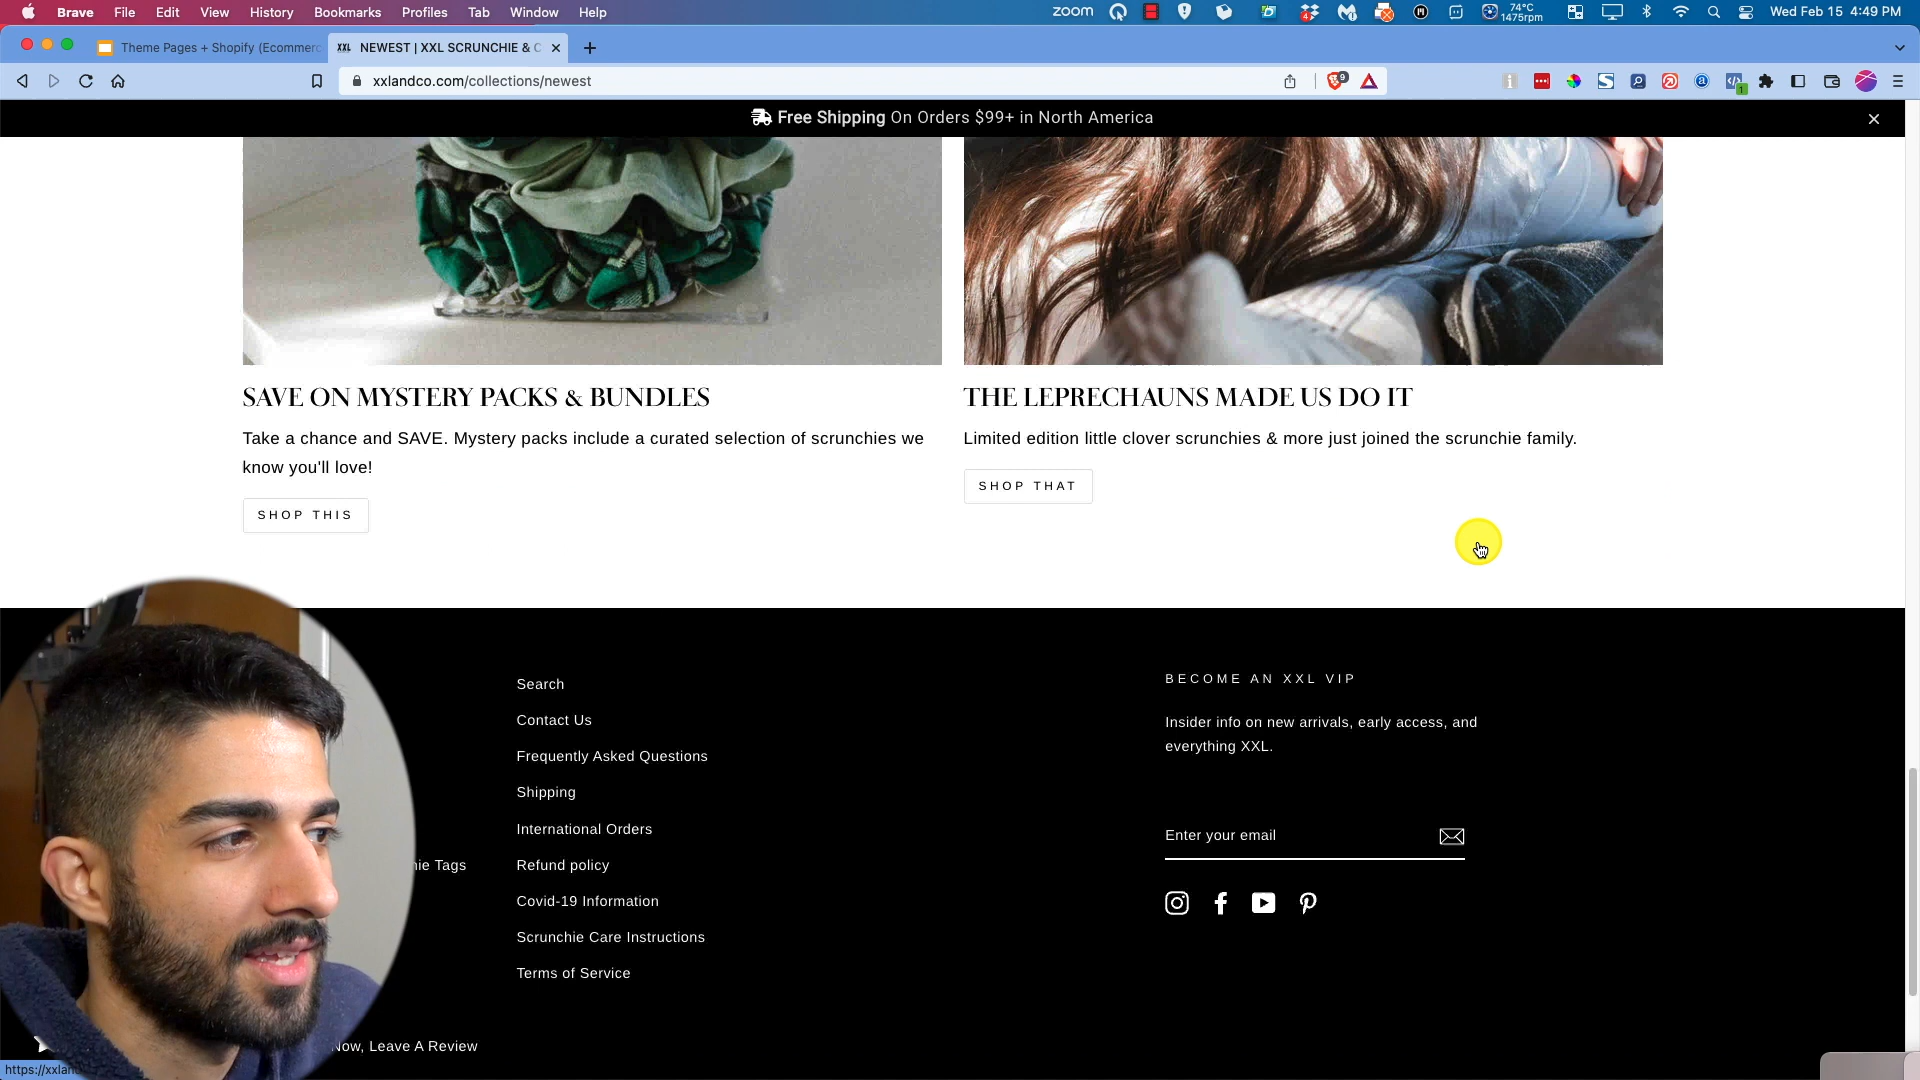 Brave File Edit View History Bookmarks Profiles Tab Window Help
zoom 74°C 1475rpm Wed Feb 15 4:49 PM
Theme Pages + Shopify (Ecommerc
XXL NEWEST | XXL SCRUNCHIE & C
xxlandco.com/collections/newest
Free Shipping On Orders $99+ in North America
SAVE ON MYSTERY PACKS & BUNDLES
Take a chance and SAVE. Mystery packs include a curated selection of scrunchies we
know you'll love!
SHOP THIS
THE LEPRECHAUNS MADE US DO IT
Limited edition little clover scrunchies & more just joined the scrunchie family.
SHOP THAT
hie Tags
Search
Contact Us
Frequently Asked Questions
Shipping
International Orders
Refund policy
Covid-19 Information
Scrunchie Care Instructions
Terms of Service
BECOME AN XXL VIP
Insider info on new arrivals, early access, and
everything XXL.
Enter your email
Now, Leave A Review
https://xxlan